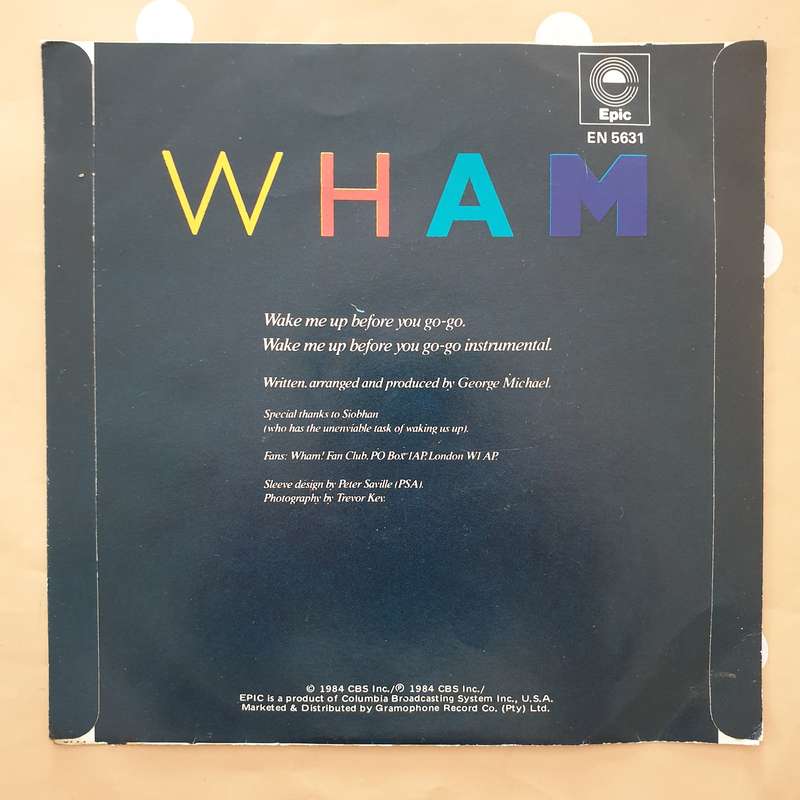 Epic
EN 5631
WHAM
Wake me up before you go-go.
Wake me up before you go-go instrumental.
Written, arranged and produced by George Michael.
Special thanks to Siobhan
(who has the unenviable task of waking us up).
Fans: Wham! Fan Club, PO Box 1AP, London W1 AP.
Sleeve design by Peter Saville (PSA).
Photography by Trevor Key.
© 1984 CBS Inc./℗ 1984 CBS Inc./
EPIC is a product of Columbia Broadcasting System Inc., U.S.A.
Marketed & Distributed by Gramophone Record Co. (Pty) Ltd.